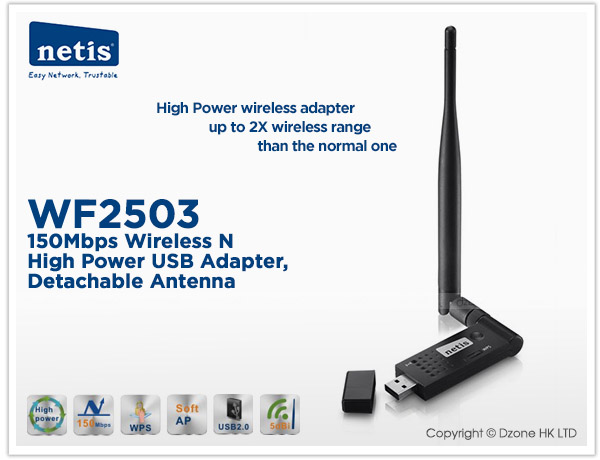 netis®
Easy Network, Trustable
High Power wireless adapter
up to 2X wireless range
than the normal one
WF2503
150Mbps Wireless N
High Power USB Adapter,
Detachable Antenna
netis
WPS
High
power
N
150Mbps
WPS
Soft
AP
USB2.0
5dBi
Copyright © Dzone HK LTD